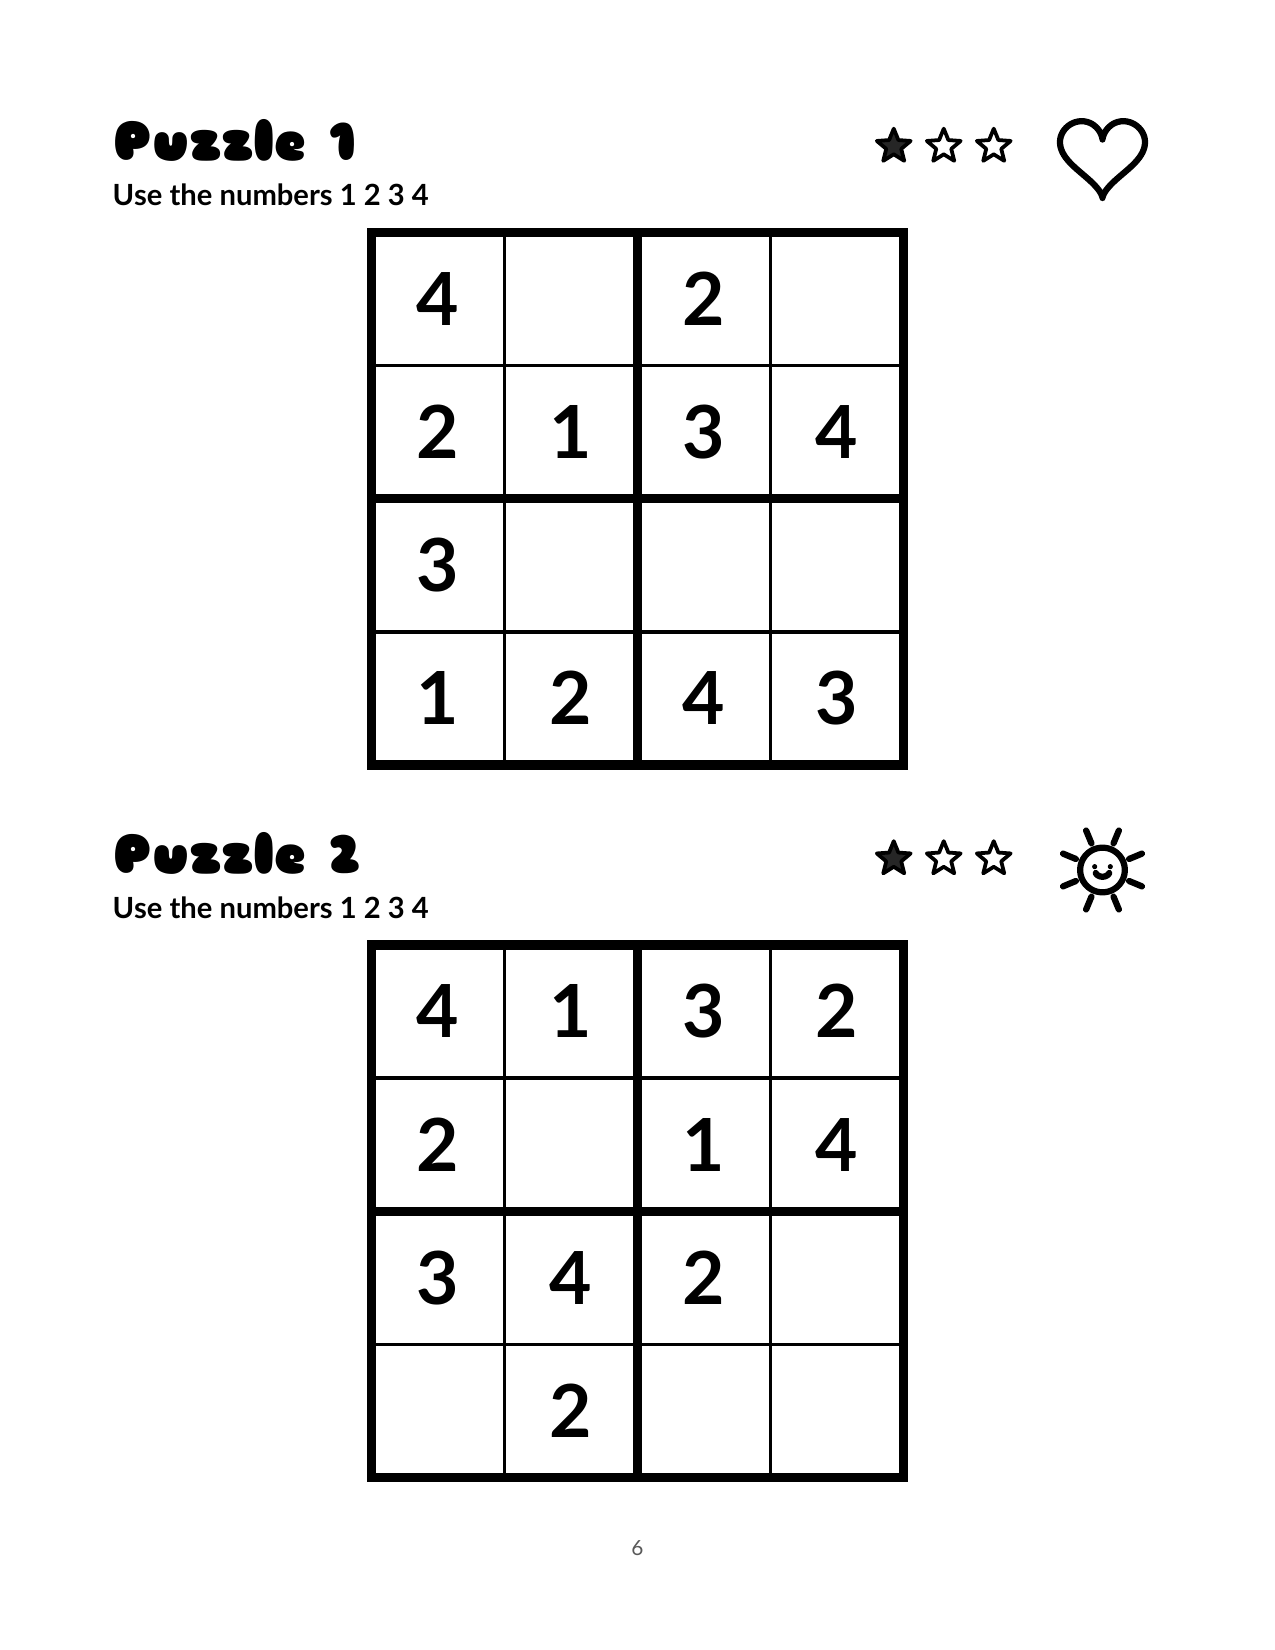 Puzzle 1
Use the numbers 1 2 3 4
4 2
2 1 3 4
3
1 2 4 3
Puzzle 2
Use the numbers 1 2 3 4
4 1 3 2
2 1 4
3 4 2
2
6